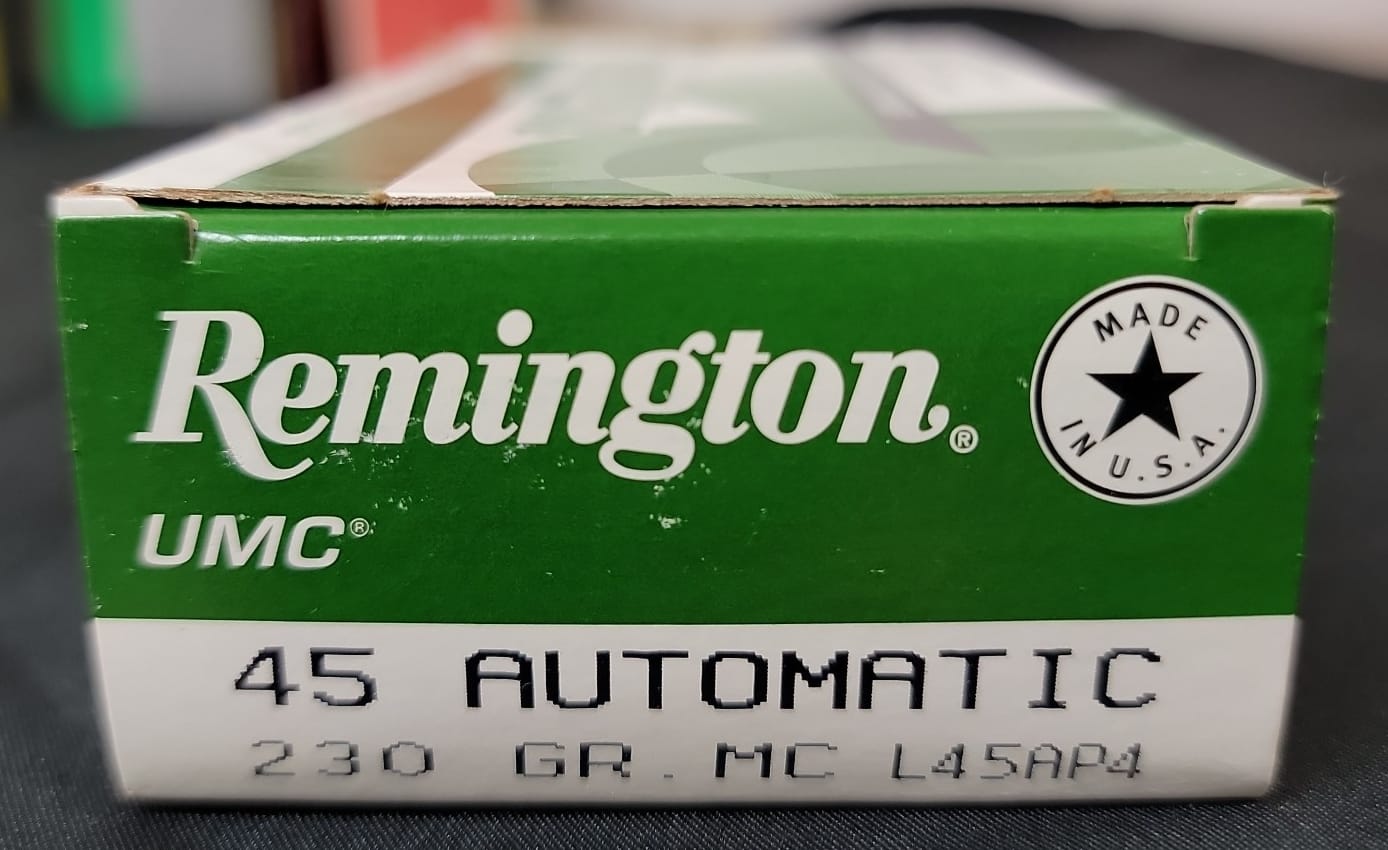 Remington®
MADE
IN U.S.A.
UMC®
45 AUTOMATIC
230 GR. MC L45AP4